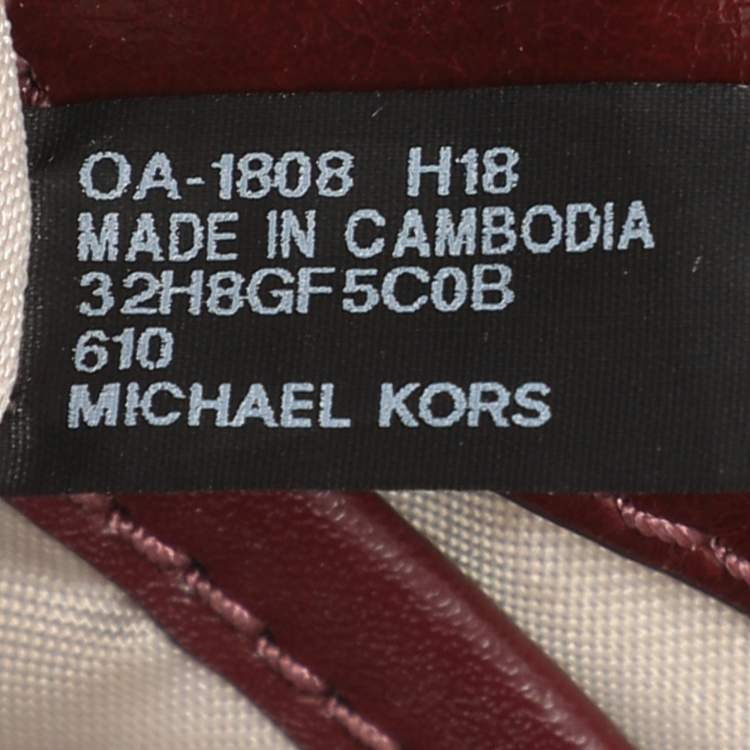 OA-1808 H18
MADE IN CAMBODIA
32H8GF5C0B
610
MICHAEL KORS